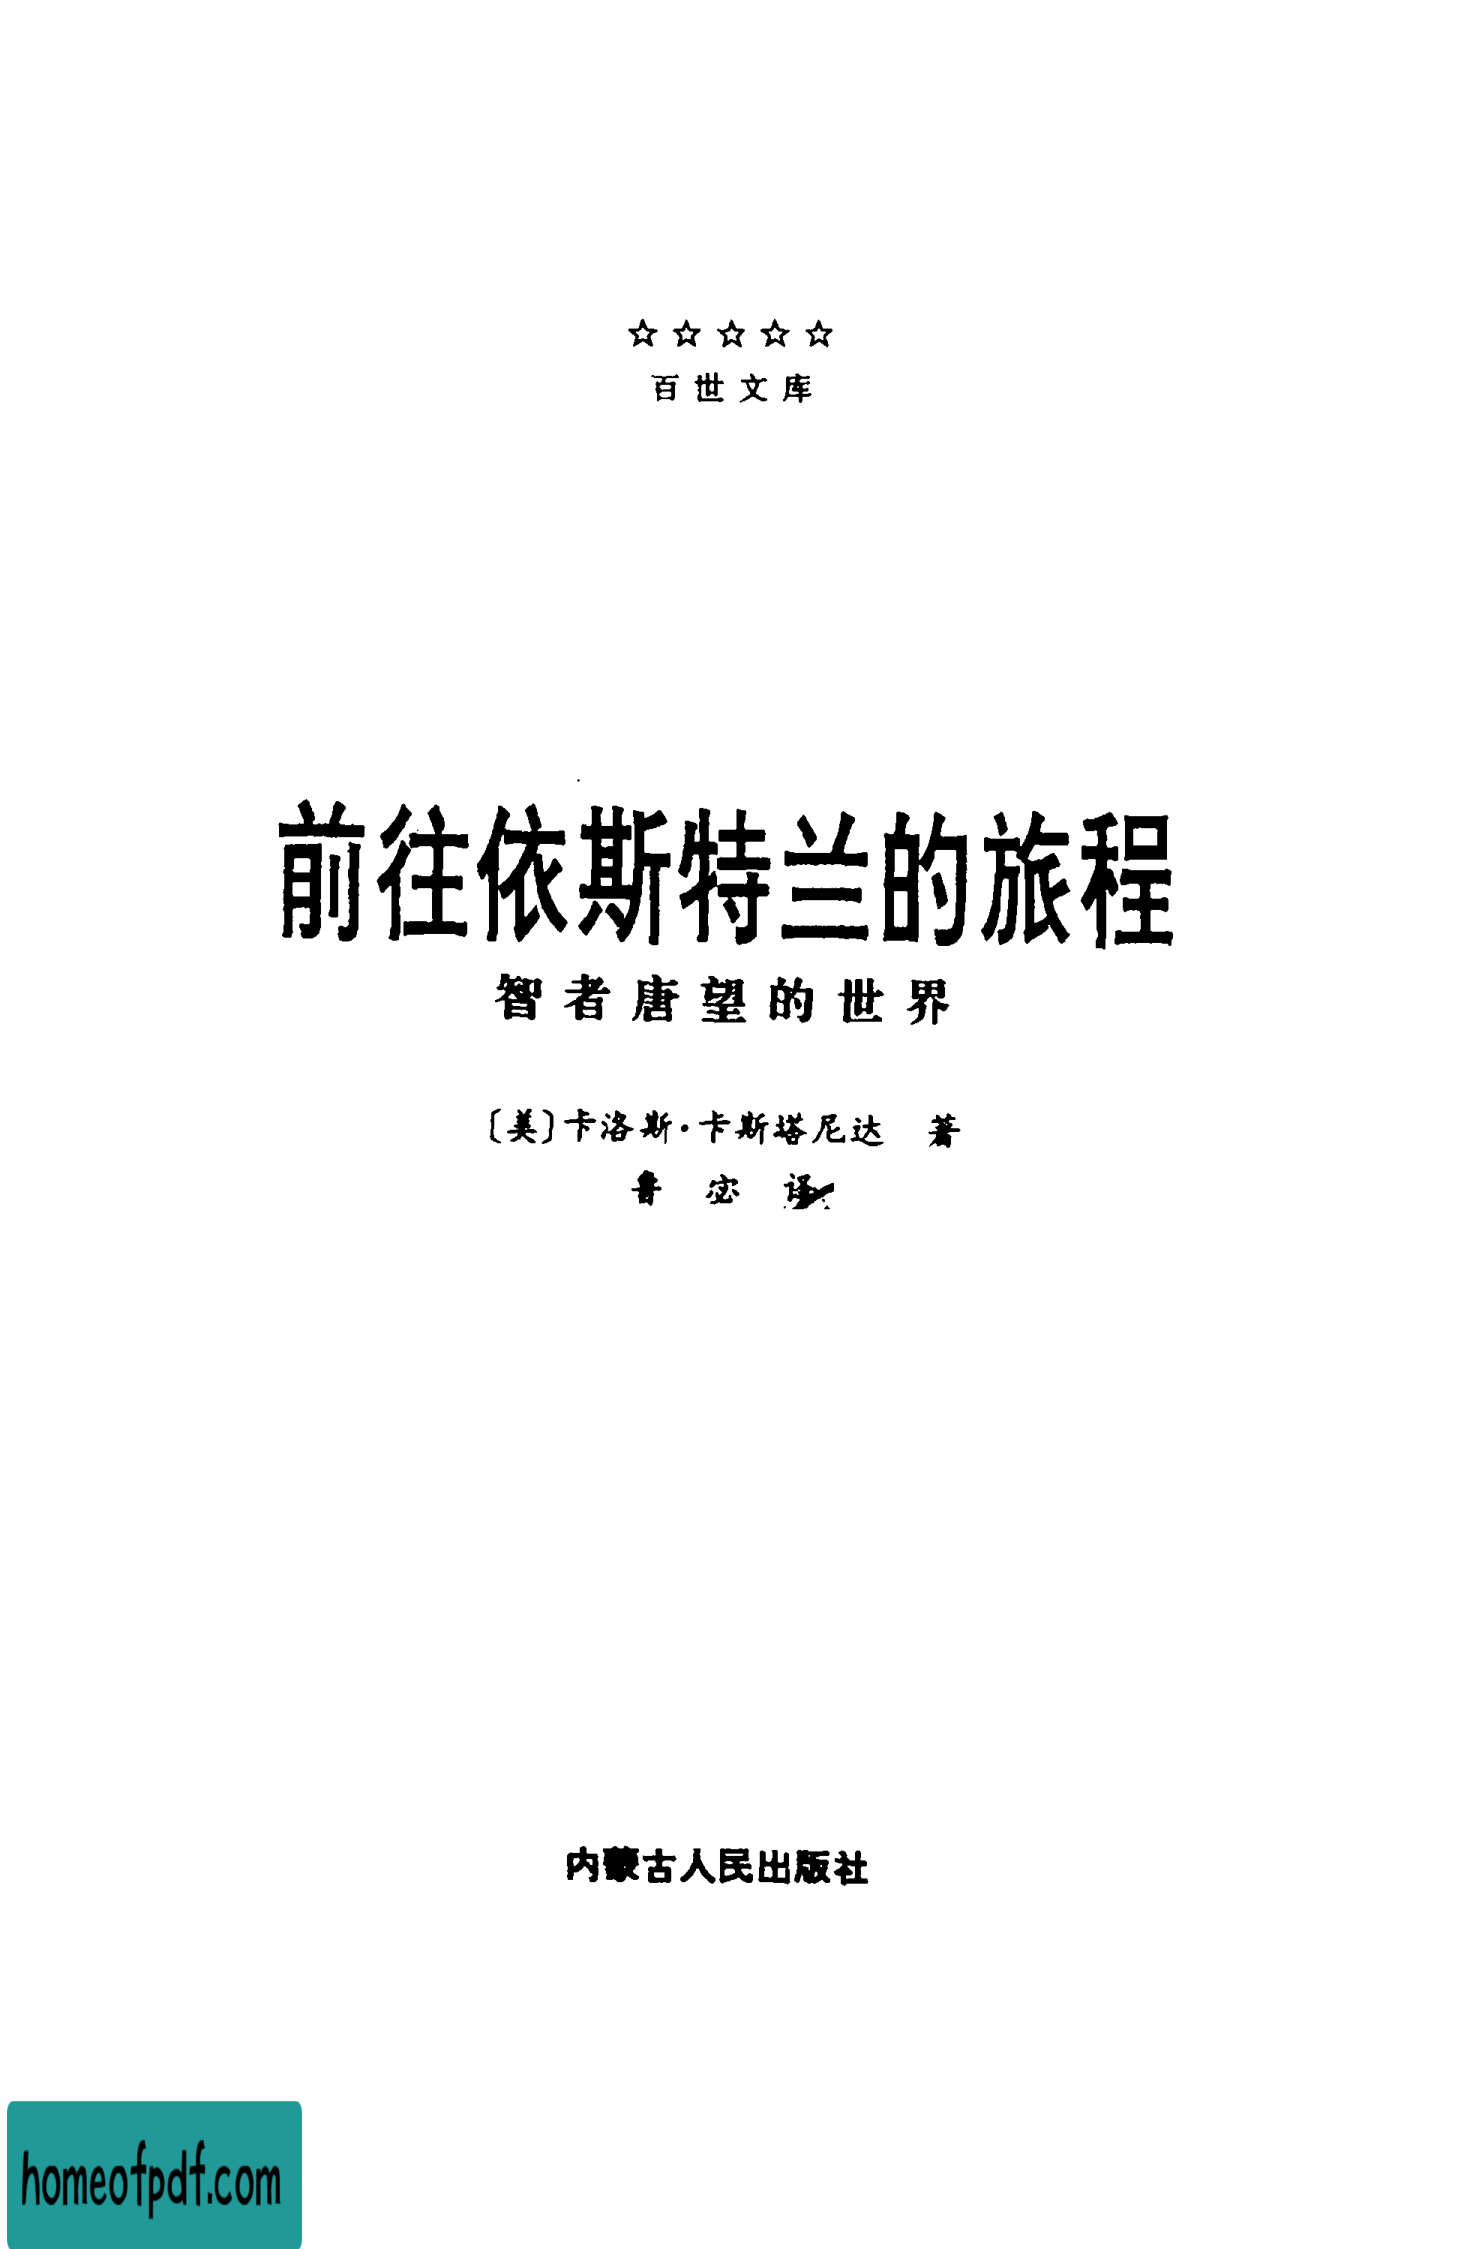 ☆☆☆☆☆
百世文库
前往依斯特兰的旅程
智者唐望的世界
〔美〕卡洛斯·卡斯塔尼达 著
鲁宓 译
内蒙古人民出版社
homeofpdf.com